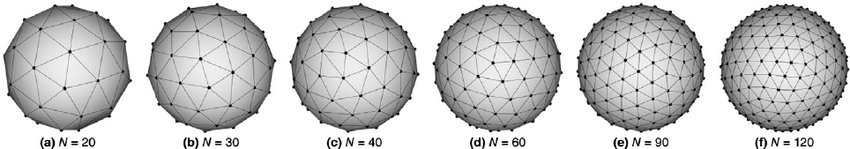 (a) N = 20 (b) N = 30 (c) N = 40 (d) N = 60 (e) N = 90 (f) N = 120